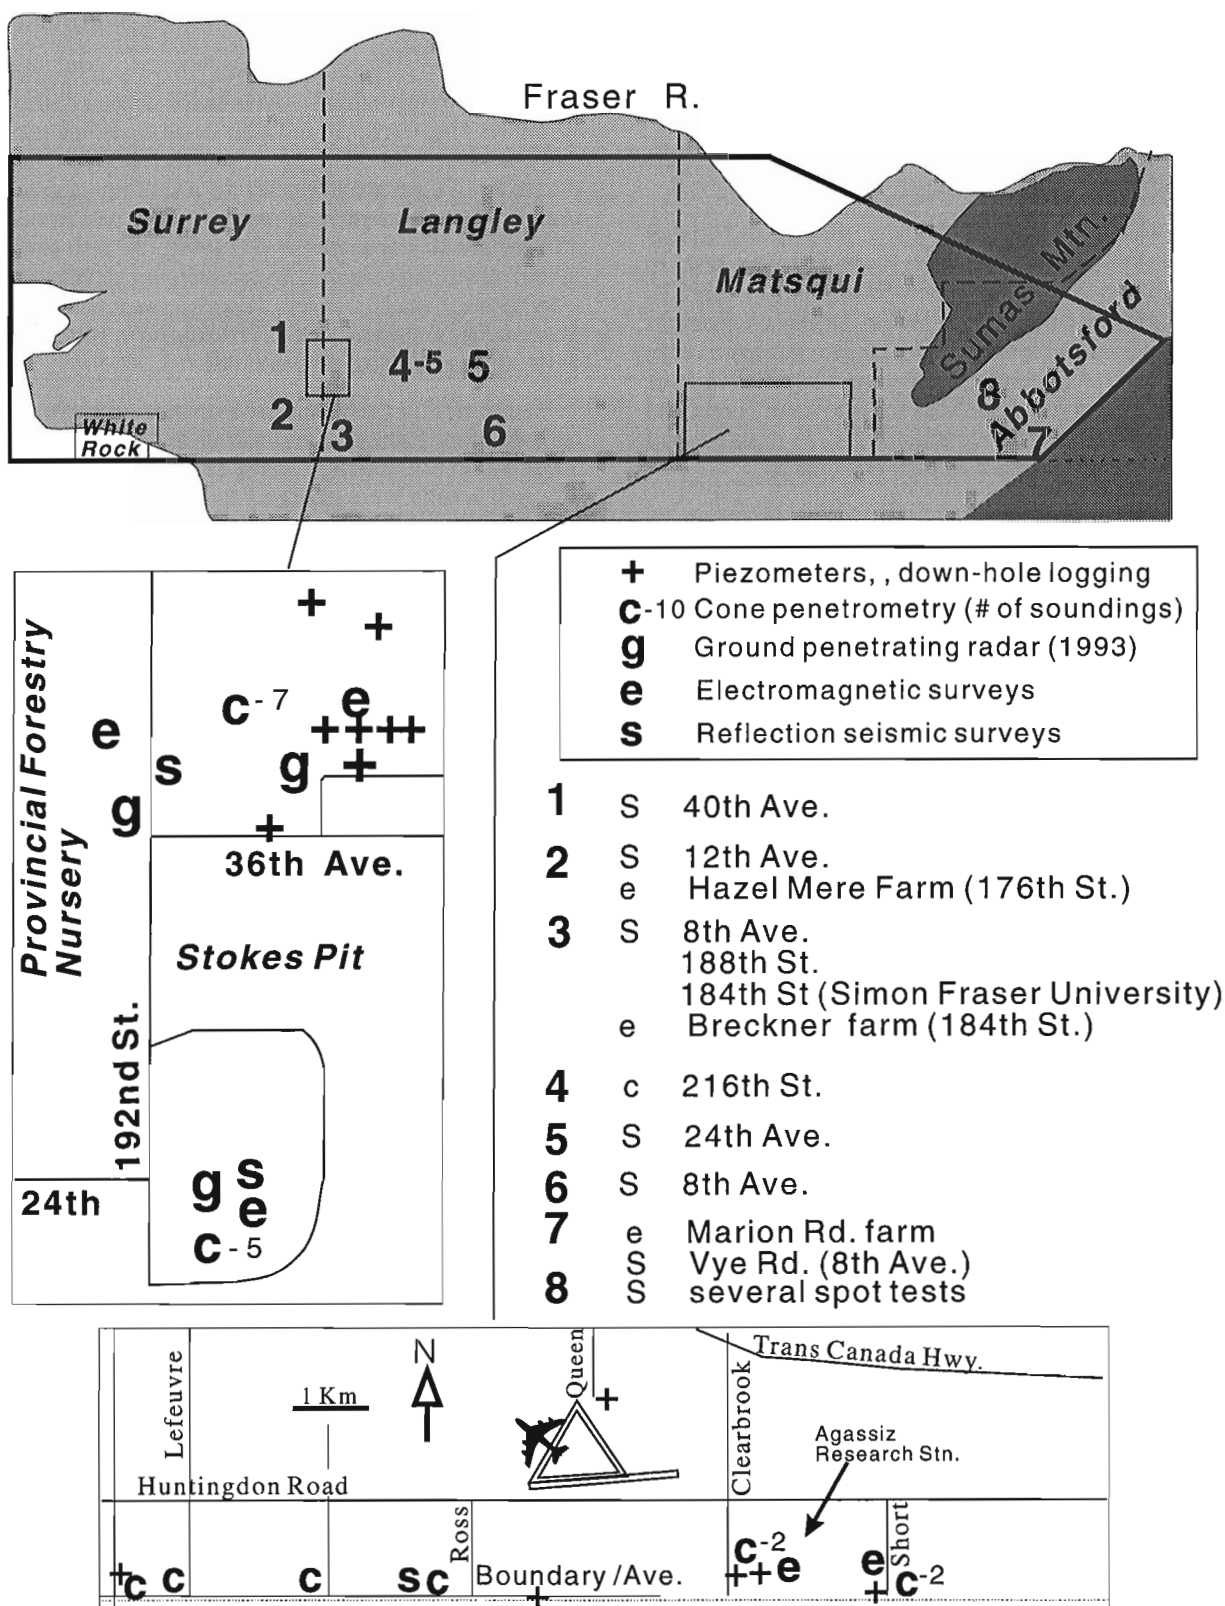 Fraser R.
Surrey
Langley
Matsqui
Sumas Mtn.
Abbotsford
1
4-5 5
8
2
3
6
7
White
Rock
+ Piezometers, , down-hole logging
c-10 Cone penetrometry (# of soundings)
g Ground penetrating radar (1993)
e Electromagnetic surveys
s Reflection seismic surveys
Provincial Forestry
Nursery
c-7
e
e
s
g
g
36th Ave.
Stokes Pit
192nd St.
24th
g s
e
c-5
1 S 40th Ave.
2 S 12th Ave.
e Hazel Mere Farm (176th St.)
3 S 8th Ave.
188th St.
184th St (Simon Fraser University)
e Breckner farm (184th St.)
4 c 216th St.
5 S 24th Ave.
6 S 8th Ave.
7 e Marion Rd. farm
S Vye Rd. (8th Ave.)
8 S several spot tests
Lefeuvre
1 Km
N
Queen
Clearbrook
Trans Canada Hwy.
Agassiz
Research Stn.
Huntingdon Road
Ross
Short
c c c s c
Boundary /Ave.
c-2
e
e
c-2